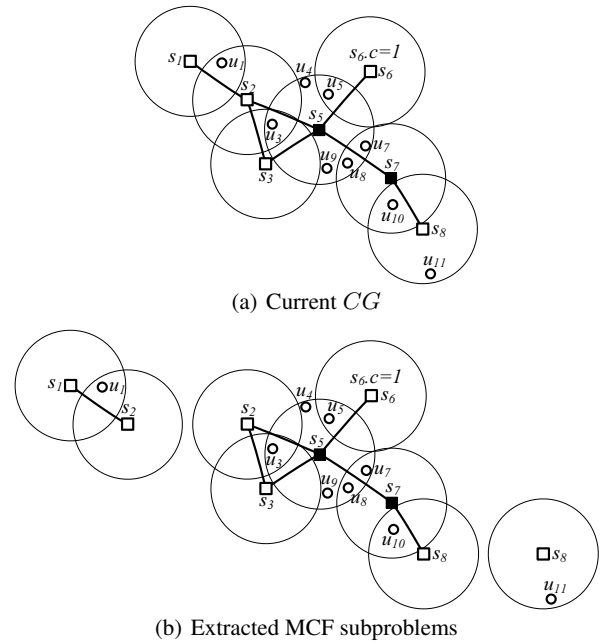 s6.c=1
s1
u1
u4
s6
s2
u5
s5
u3
u7
s3
u9
u8
s7
u10
s8
u11
(a) Current CG
s6.c=1
s1
u1
u4
s6
s2
s2
u5
s5
u3
u7
s3
u9
u8
s7
u10
s8
s8
u11
(b) Extracted MCF subproblems